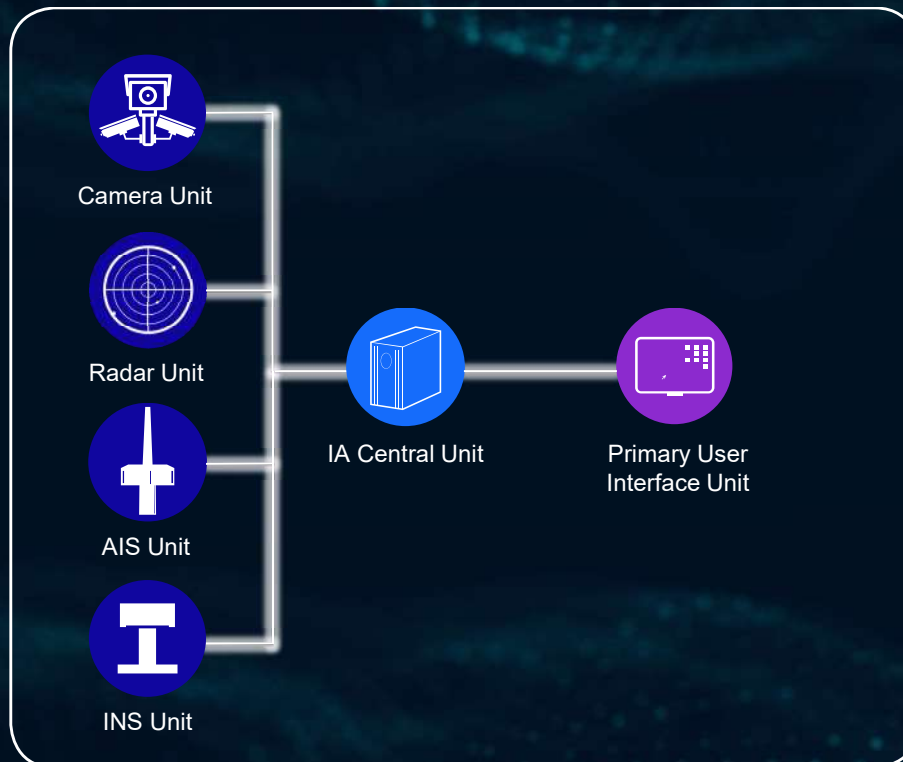 Camera Unit
Radar Unit
AIS Unit
INS Unit
IA Central Unit
Primary User
Interface Unit